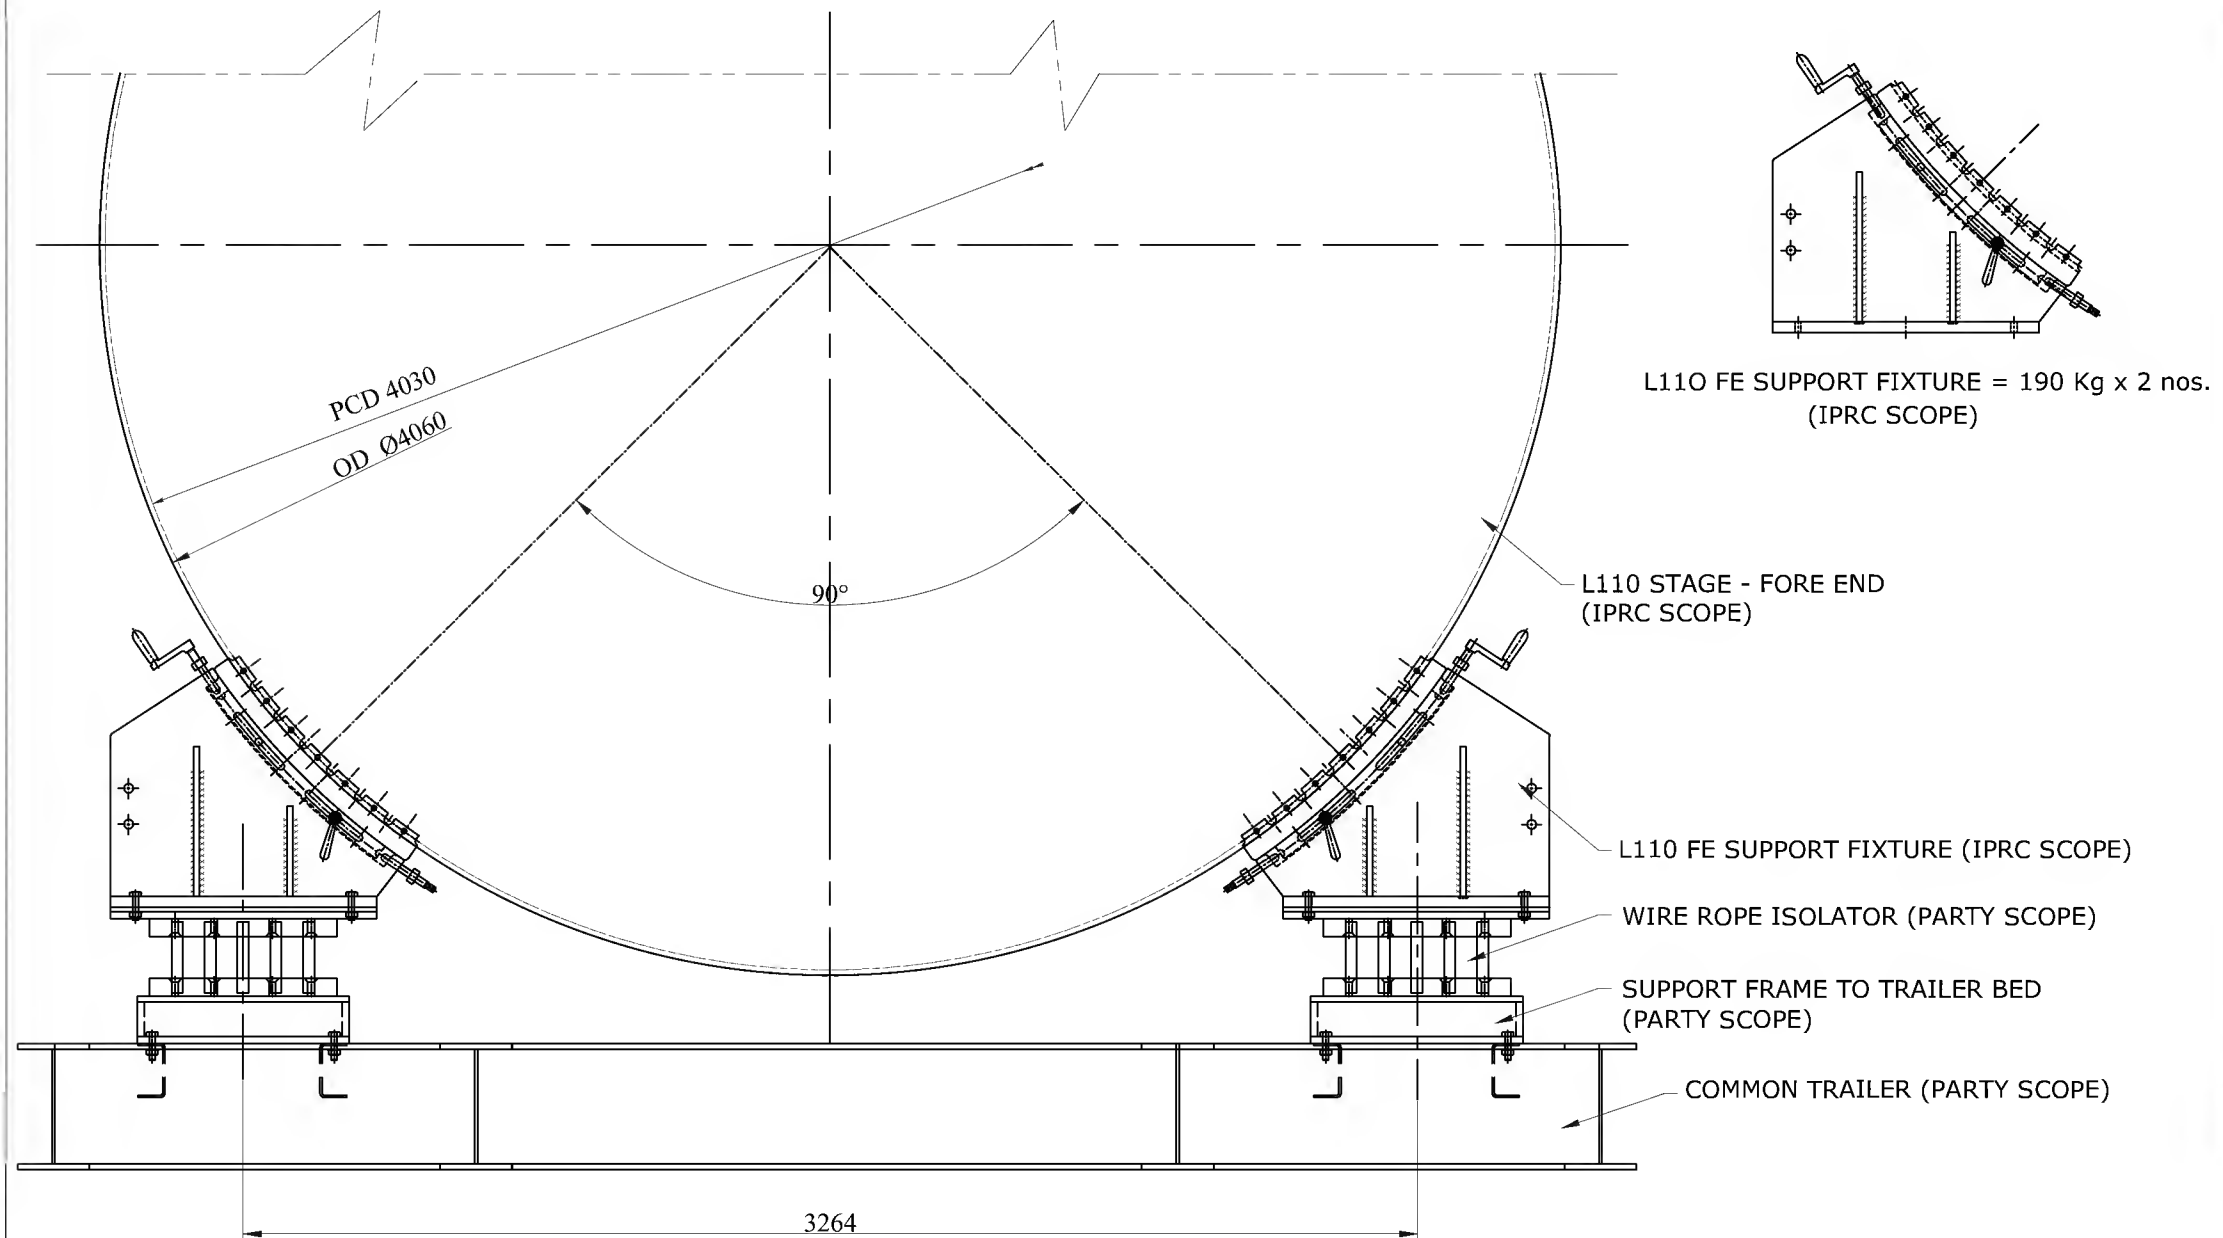 PCD 4030
OD Ø4060
90°
L11O FE SUPPORT FIXTURE = 190 Kg x 2 nos.
(IPRC SCOPE)
L110 STAGE - FORE END
(IPRC SCOPE)
L110 FE SUPPORT FIXTURE (IPRC SCOPE)
WIRE ROPE ISOLATOR (PARTY SCOPE)
SUPPORT FRAME TO TRAILER BED
(PARTY SCOPE)
COMMON TRAILER (PARTY SCOPE)
3264